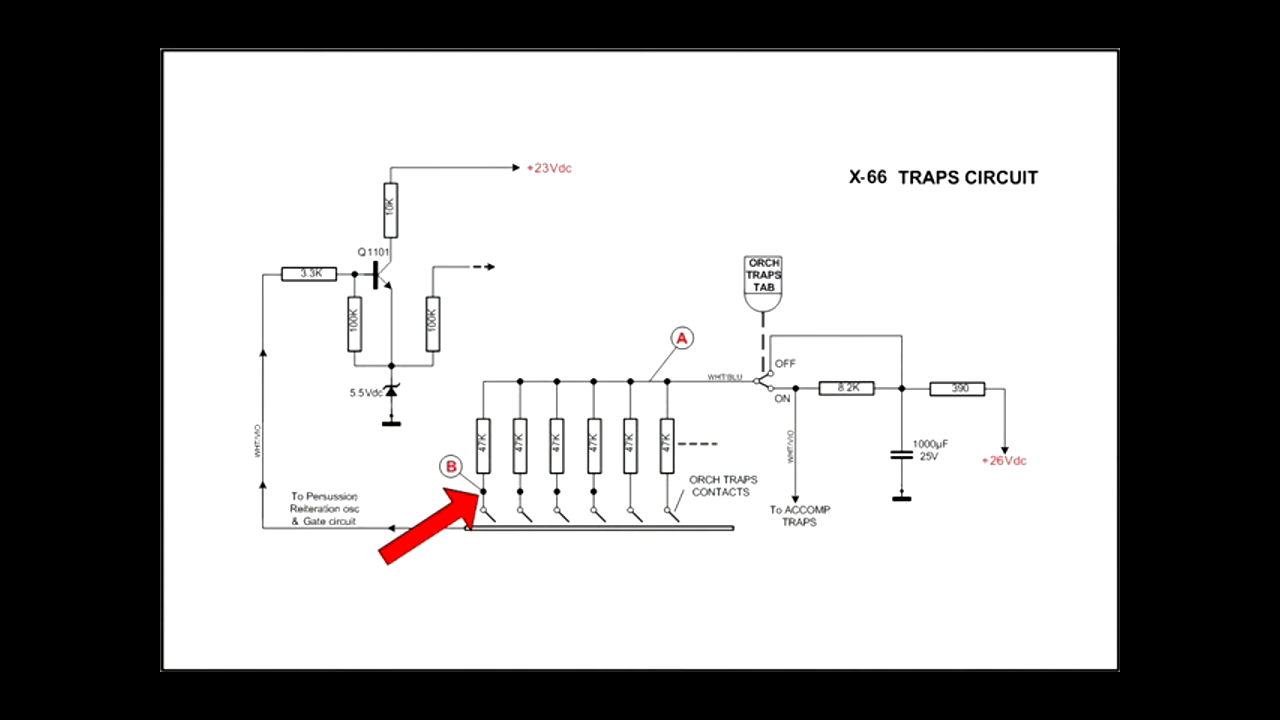 +23Vdc
X-66 TRAPS CIRCUIT
10K
Q1101
3.3K
100K
100K
5.5Vdc
ORCH
TRAPS
TAB
A
WHT/BLU
OFF
ON
8.2K
390
47K
47K
47K
47K
47K
47K
B
WHT/VIO
WHT/VIO
1000µF
25V
+26Vdc
ORCH TRAPS
CONTACTS
To Persussion
Reiteration osc
& Gate circuit
To ACCOMP
TRAPS